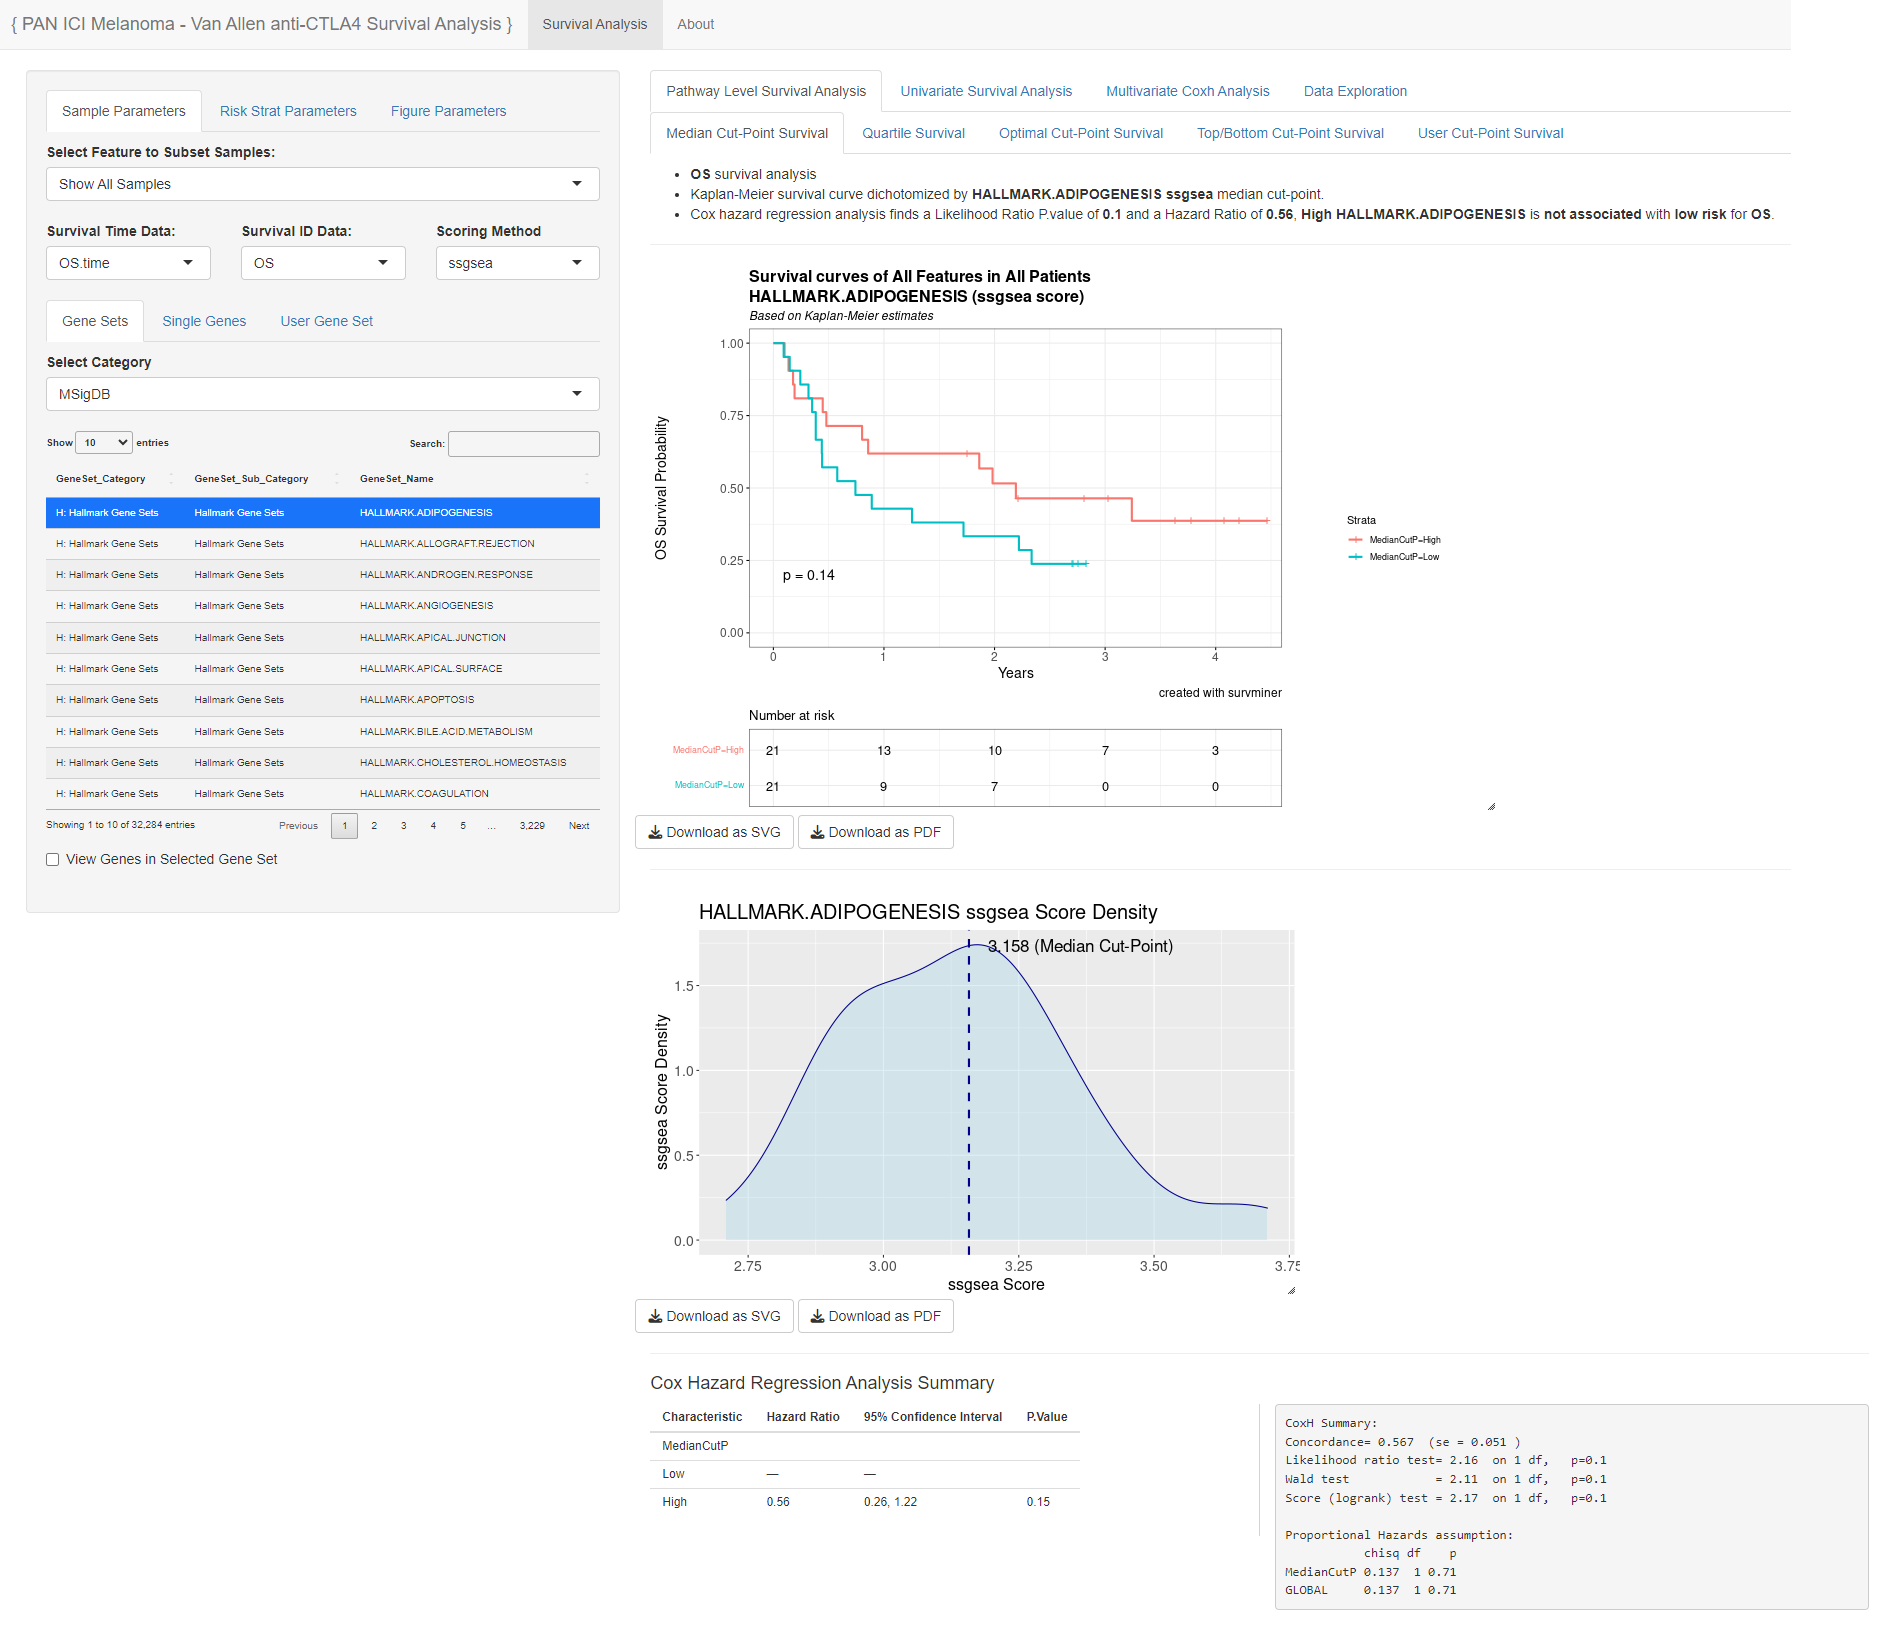 { PAN ICI Melanoma - Van Allen anti-CTLA4 Survival Analysis }
Survival Analysis
About
Sample Parameters
Risk Strat Parameters
Figure Parameters
Select Feature to Subset Samples:
Show All Samples
Survival Time Data:
Survival ID Data:
Scoring Method
OS.time
OS
ssgsea
Gene Sets
Single Genes
User Gene Set
Select Category
MSigDB
Show 10 entries
Search:
GeneSet_Category GeneSet_Sub_Category GeneSet_Name
H: Hallmark Gene Sets Hallmark Gene Sets HALLMARK.ADIPOGENESIS
H: Hallmark Gene Sets Hallmark Gene Sets HALLMARK.ALLOGRAFT.REJECTION
H: Hallmark Gene Sets Hallmark Gene Sets HALLMARK.ANDROGEN.RESPONSE
H: Hallmark Gene Sets Hallmark Gene Sets HALLMARK.ANGIOGENESIS
H: Hallmark Gene Sets Hallmark Gene Sets HALLMARK.APICAL.JUNCTION
H: Hallmark Gene Sets Hallmark Gene Sets HALLMARK.APICAL.SURFACE
H: Hallmark Gene Sets Hallmark Gene Sets HALLMARK.APOPTOSIS
H: Hallmark Gene Sets Hallmark Gene Sets HALLMARK.BILE.ACID.METABOLISM
H: Hallmark Gene Sets Hallmark Gene Sets HALLMARK.CHOLESTEROL.HOMEOSTASIS
H: Hallmark Gene Sets Hallmark Gene Sets HALLMARK.COAGULATION
Showing 1 to 10 of 32,284 entries
Previous 1 2 3 4 5 ... 3,229 Next
View Genes in Selected Gene Set
Pathway Level Survival Analysis
Univariate Survival Analysis
Multivariate Coxh Analysis
Data Exploration
Median Cut-Point Survival
Quartile Survival
Optimal Cut-Point Survival
Top/Bottom Cut-Point Survival
User Cut-Point Survival
• OS survival analysis
• Kaplan-Meier survival curve dichotomized by HALLMARK.ADIPOGENESIS ssgsea median cut-point.
• Cox hazard regression analysis finds a Likelihood Ratio P.value of 0.1 and a Hazard Ratio of 0.56, High HALLMARK.ADIPOGENESIS is not associated with low risk for OS.
Survival curves of All Features in All Patients
HALLMARK.ADIPOGENESIS (ssgsea score)
Based on Kaplan-Meier estimates
OS Survival Probability
1.00
0.75
0.50
0.25
0.00
p = 0.14
0 1 2 3 4
Years
created with survminer
Strata
MedianCutP=High
MedianCutP=Low
Number at risk
MedianCutP=High 21 13 10 7 3
MedianCutP=Low 21 9 7 0 0
Download as SVG
Download as PDF
HALLMARK.ADIPOGENESIS ssgsea Score Density
3.158 (Median Cut-Point)
ssgsea Score Density
1.5
1.0
0.5
0.0
2.75 3.00 3.25 3.50 3.75
ssgsea Score
Download as SVG
Download as PDF
Cox Hazard Regression Analysis Summary
Characteristic Hazard Ratio 95% Confidence Interval P.Value
MedianCutP
Low — —
High 0.56 0.26, 1.22 0.15
CoxH Summary:
Concordance= 0.567 (se = 0.051 )
Likelihood ratio test= 2.16 on 1 df, p=0.1
Wald test = 2.11 on 1 df, p=0.1
Score (logrank) test = 2.17 on 1 df, p=0.1
Proportional Hazards assumption:
chisq df p
MedianCutP 0.137 1 0.71
GLOBAL 0.137 1 0.71